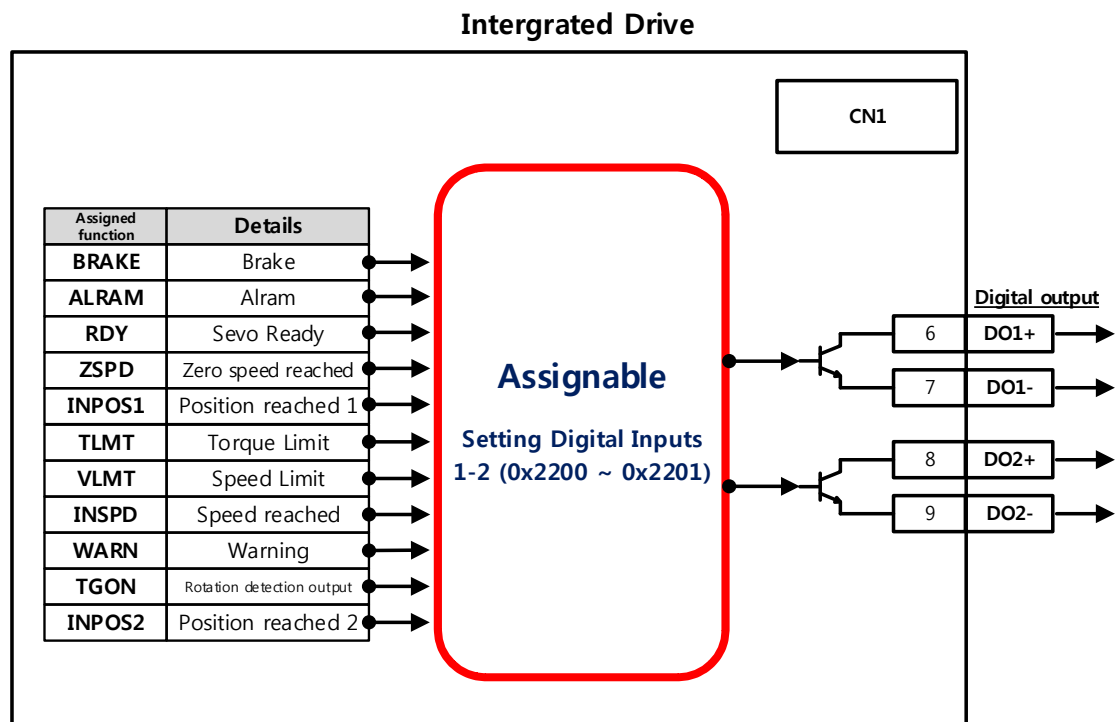 Intergrated Drive
CN1
Assigned function Details
BRAKE Brake
ALRAM Alram
RDY Sevo Ready
ZSPD Zero speed reached
INPOS1 Position reached 1
TLMT Torque Limit
VLMT Speed Limit
INSPD Speed reached
WARN Warning
TGON Rotation detection output
INPOS2 Position reached 2
Assignable
Setting Digital Inputs
1-2 (0x2200 ~ 0x2201)
Digital output
6 DO1+
7 DO1-
8 DO2+
9 DO2-